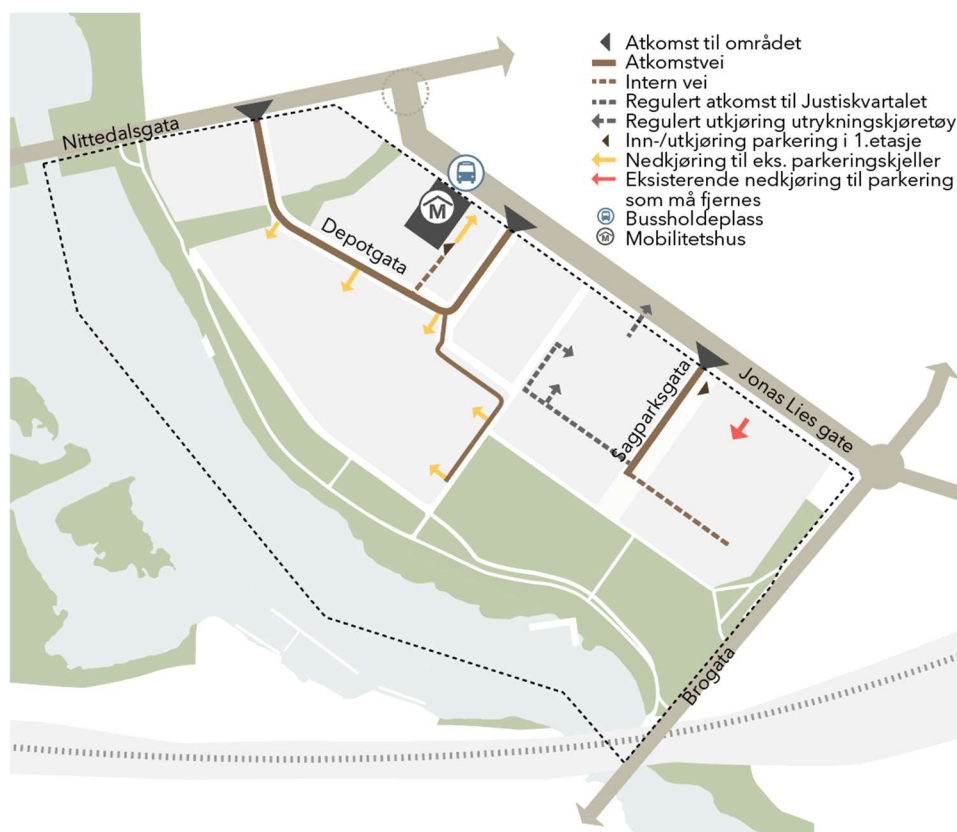 Atkomst til området
Atkomstvei
Intern vei
Regulert atkomst til Justiskvartalet
Regulert utkjøring utrykningskjøretøy
Inn-/utkjøring parkering i 1.etasje
Nedkjøring til eks. parkeringskjeller
Eksisterende nedkjøring til parkering
som må fjernes
Bussholdeplass
M Mobilitetshus
Nittedalsgata
M
Depotgata
Sagparksgata
Jonas Lies gate
Brogata